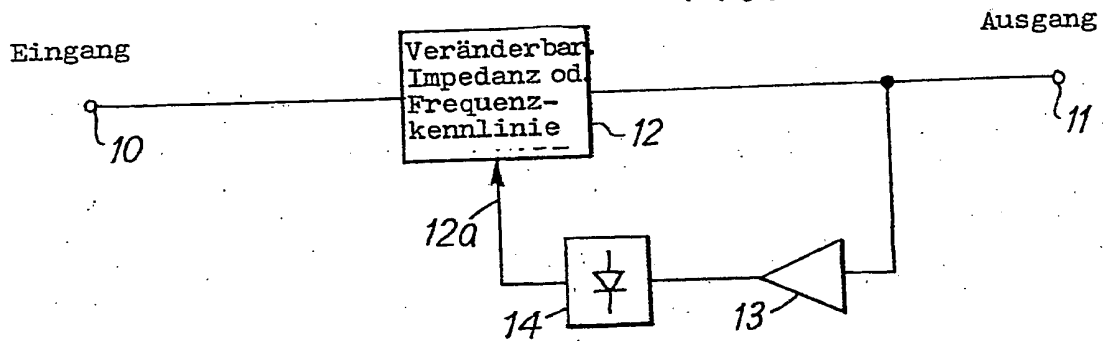 Eingang
Ausgang
Veränderbar.
Impedanz od.
Frequenz-
kennlinie
10
12
11
12a
14
13